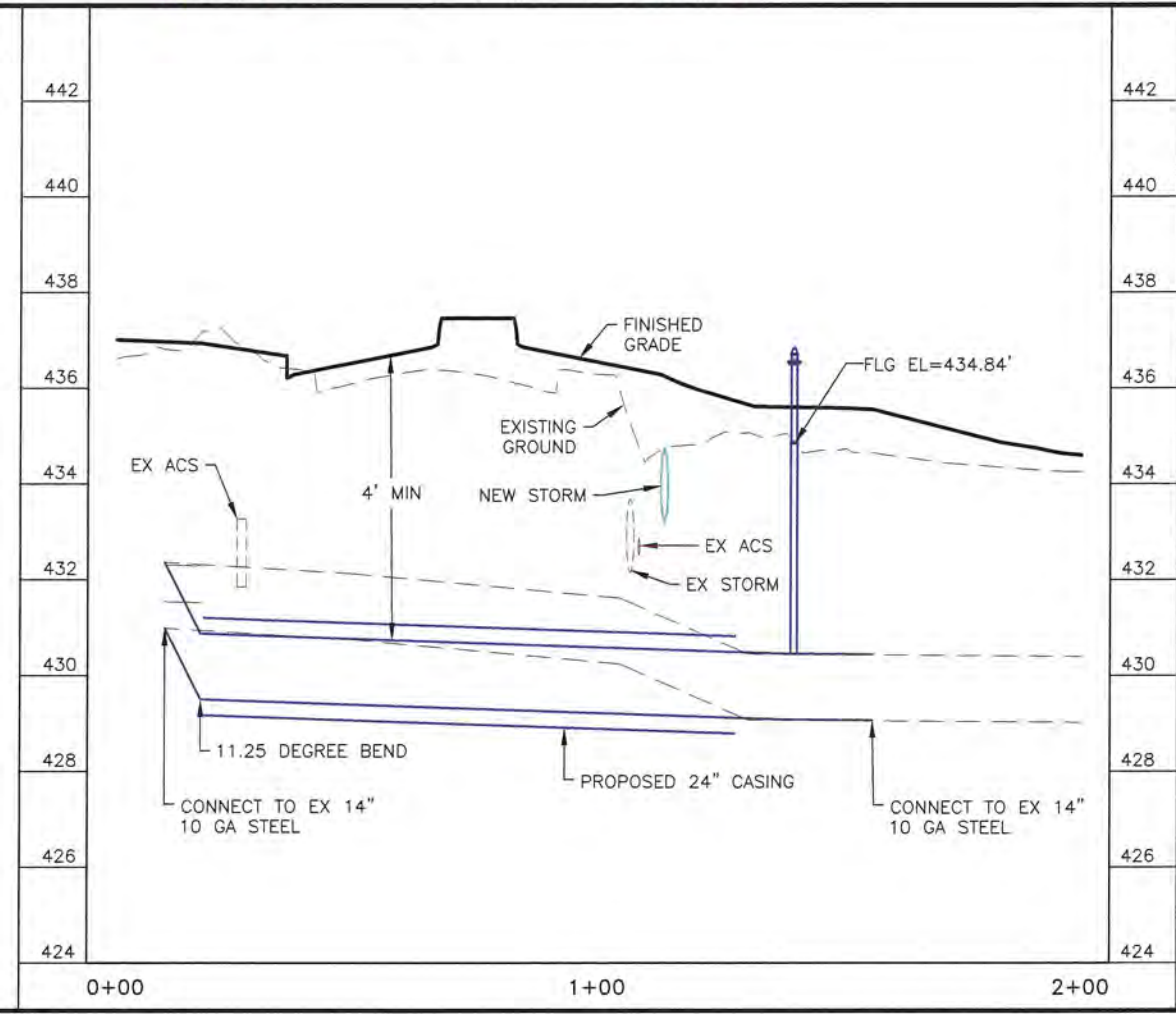 442 442
440 440
438 438
FINISHED
GRADE
FLG EL=434.84'
436 436
EXISTING
GROUND
EX ACS
434 4' MIN NEW STORM 434
EX ACS
EX STORM
432 432
430 430
11.25 DEGREE BEND
428 428
PROPOSED 24" CASING
CONNECT TO EX 14"
10 GA STEEL
CONNECT TO EX 14"
10 GA STEEL
426 426
424 424
0+00 1+00 2+00